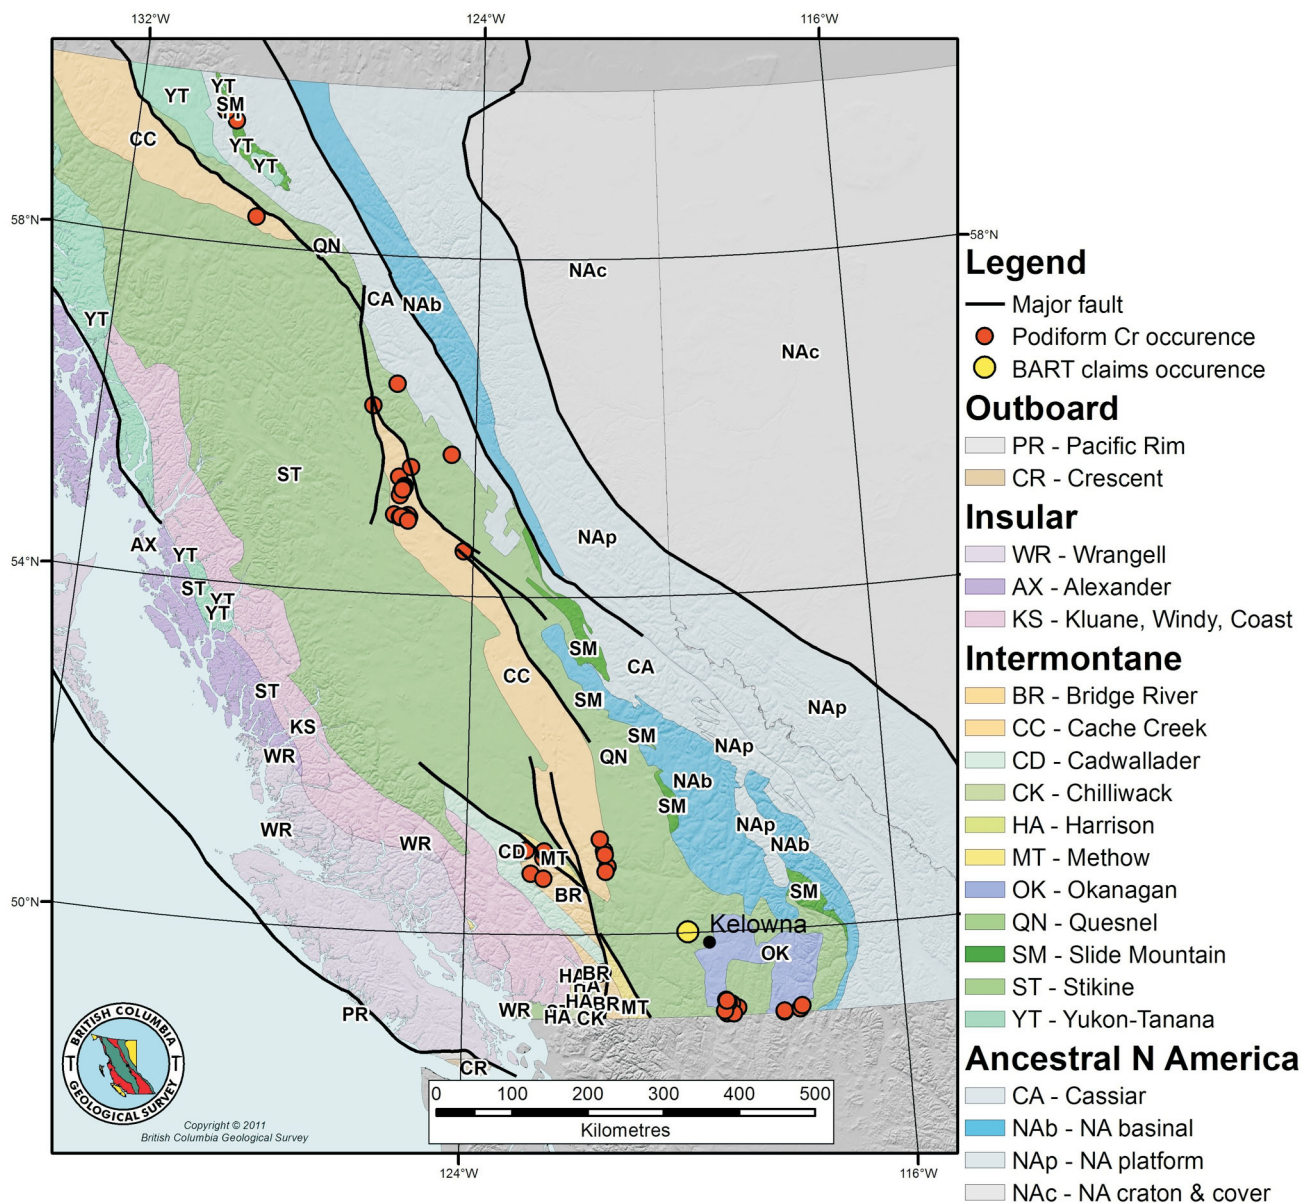 132°W 124°W 116°W
YT
YT
SM
CC
YT
YT
58°N
QN
58°N
NAc
CA NAb
YT
NAc
ST
NAp
AX
YT
54°N
ST
YT
YT
SM
CA
CC
SM
ST
NAp
KS
SM
NAp
WR
QN
NAb
SM
NAp
WR
WR
NAb
CD MT
SM
BR
50°N
Kelowna
OK
HA BR
HA BR
MT
WR
HA
CK
PR
CR
Legend
Major fault
Podiform Cr occurence
BART claims occurence
Outboard
PR - Pacific Rim
CR - Crescent
Insular
WR - Wrangell
AX - Alexander
KS - Kluane, Windy, Coast
Intermontane
BR - Bridge River
CC - Cache Creek
CD - Cadwallader
CK - Chilliwack
HA - Harrison
MT - Methow
OK - Okanagan
QN - Quesnel
SM - Slide Mountain
ST - Stikine
YT - Yukon-Tanana
Ancestral N America
CA - Cassiar
NAb - NA basinal
NAp - NA platform
NAc - NA craton & cover
BRITISH COLUMBIA
GEOLOGICAL SURVEY
Copyright © 2011
British Columbia Geological Survey
0 100 200 300 400 500
Kilometres
124°W 116°W